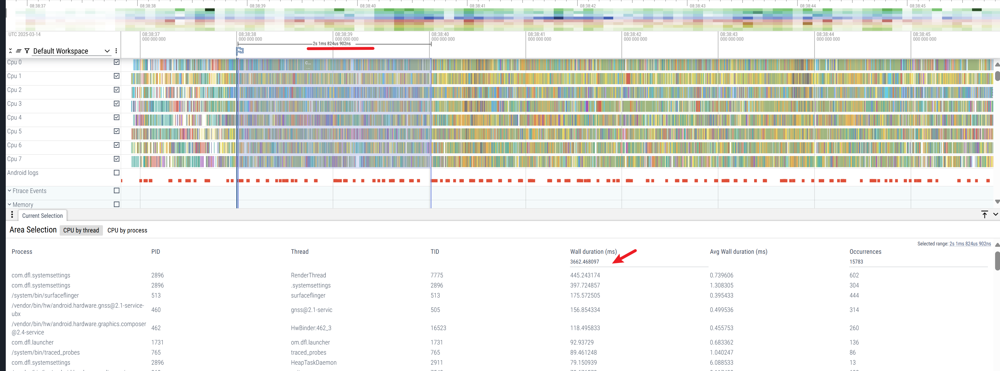 08:38:37 08:38:38 08:38:39 08:38:40 08:38:41 08:38:42 08:38:43 08:38:44 08:38:45
UTC 2025-03-14 08:38:37 08:38:38 08:38:39 08:38:40 08:38:41 08:38:42 08:38:43 08:38:44 08:38:45
000 000 000 000 000 000 000 000 000 000 000 000 000 000 000 000 000 000 000 000 000 000 000 000 000 000 000
2s 1ms 824us 902ns
Default Workspace
Cpu 0 C...
Cpu 1
Cpu 2
Cpu 3
Cpu 4
Cpu 5
Cpu 6
Cpu 7
Android logs
Ftrace Events
Memory
Current Selection
Area Selection CPU by thread CPU by process
Selected range: 2s 1ms 824us 902ns
Process PID Thread TID Wall duration (ms) Avg Wall duration (ms) Occurrences
3662.468097 15783
com.dfl.systemsettings 2896 RenderThread 7775 445.243174 0.739606 602
com.dfl.systemsettings 2896 .systemsettings 2896 397.724857 1.308305 304
/system/bin/surfaceflinger 513 surfaceflinger 513 175.572505 0.395433 444
/vendor/bin/hw/android.hardware.gnss@2.1-service-
ubx 460 gnss@2.1-servic 505 156.854334 0.499536 314
/vendor/bin/hw/android.hardware.graphics.composer
@2.4-service 462 HwBinder:462_3 16523 118.495833 0.455753 260
com.dfl.launcher 1731 om.dfl.launcher 1731 92.93729 0.683362 136
/system/bin/traced_probes 765 traced_probes 765 89.461248 1.040247 86
com.dfl.systemsettings 2896 HeapTaskDaemon 2911 79.150939 6.088533 13